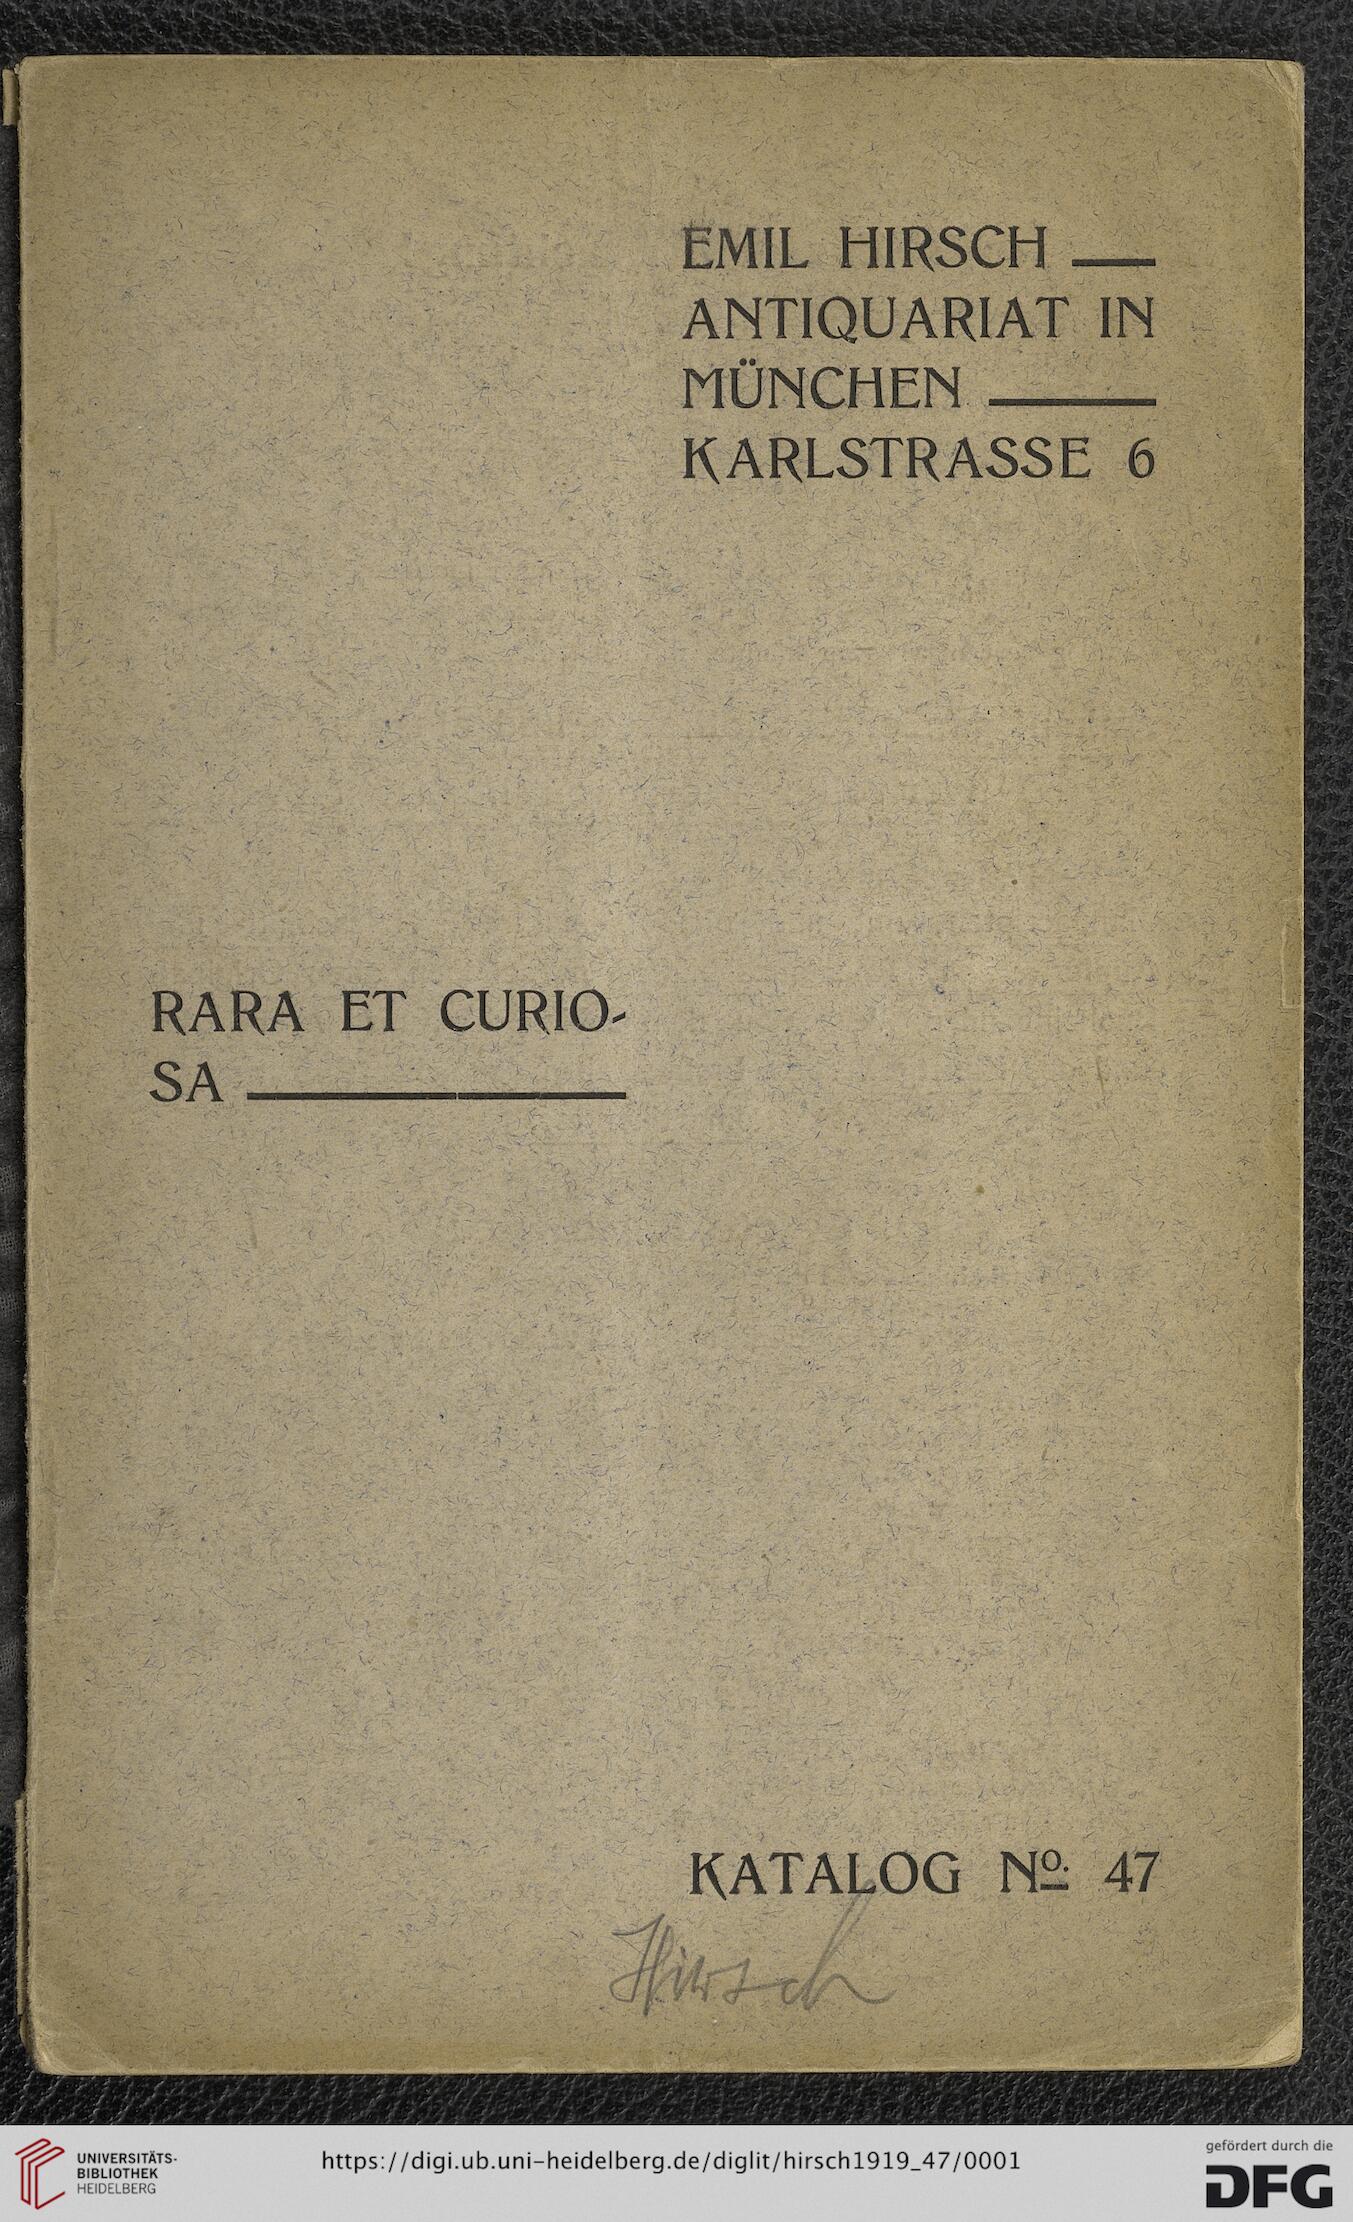 EMIL HIRSCH
ANTIQUARIAT IN
MÜNCHEN
KARLSTRASSE 6
RARA ET CURIO-
SA
KATALOG Nº. 47
Hirsch
UNIVERSITÄTS-
BIBLIOTHEK
HEIDELBERG
https://digi.ub.uni-heidelberg.de/diglit/hirsch1919_47/0001
gefördert durch die
DFG